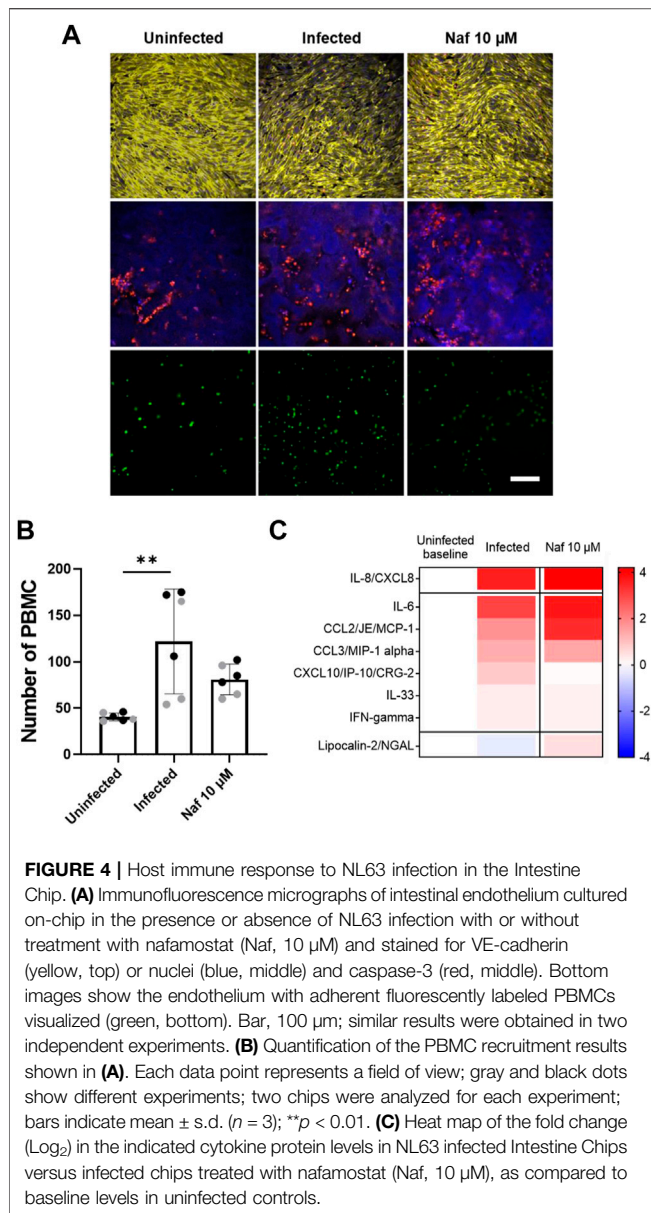 A
Uninfected
Infected
Naf 10 µM
B
Number of PBMC
200
150
100
50
0
**
Uninfected
Infected
Naf 10 µM
C
Uninfected
baseline
Infected
Naf 10 µM
IL-8/CXCL8
IL-6
CCL2/JE/MCP-1
CCL3/MIP-1 alpha
CXCL10/IP-10/CRG-2
IL-33
IFN-gamma
Lipocalin-2/NGAL
4
2
0
-2
-4
FIGURE 4 | Host immune response to NL63 infection in the Intestine
Chip. (A) Immunofluorescence micrographs of intestinal endothelium cultured
on-chip in the presence or absence of NL63 infection with or without
treatment with nafamostat (Naf, 10 µM) and stained for VE-cadherin
(yellow, top) or nuclei (blue, middle) and caspase-3 (red, middle). Bottom
images show the endothelium with adherent fluorescently labeled PBMCs
visualized (green, bottom). Bar, 100 µm; similar results were obtained in two
independent experiments. (B) Quantification of the PBMC recruitment results
shown in (A). Each data point represents a field of view; gray and black dots
show different experiments; two chips were analyzed for each experiment;
bars indicate mean ± s.d. (n = 3); **p < 0.01. (C) Heat map of the fold change
(Log₂) in the indicated cytokine protein levels in NL63 infected Intestine Chips
versus infected chips treated with nafamostat (Naf, 10 µM), as compared to
baseline levels in uninfected controls.